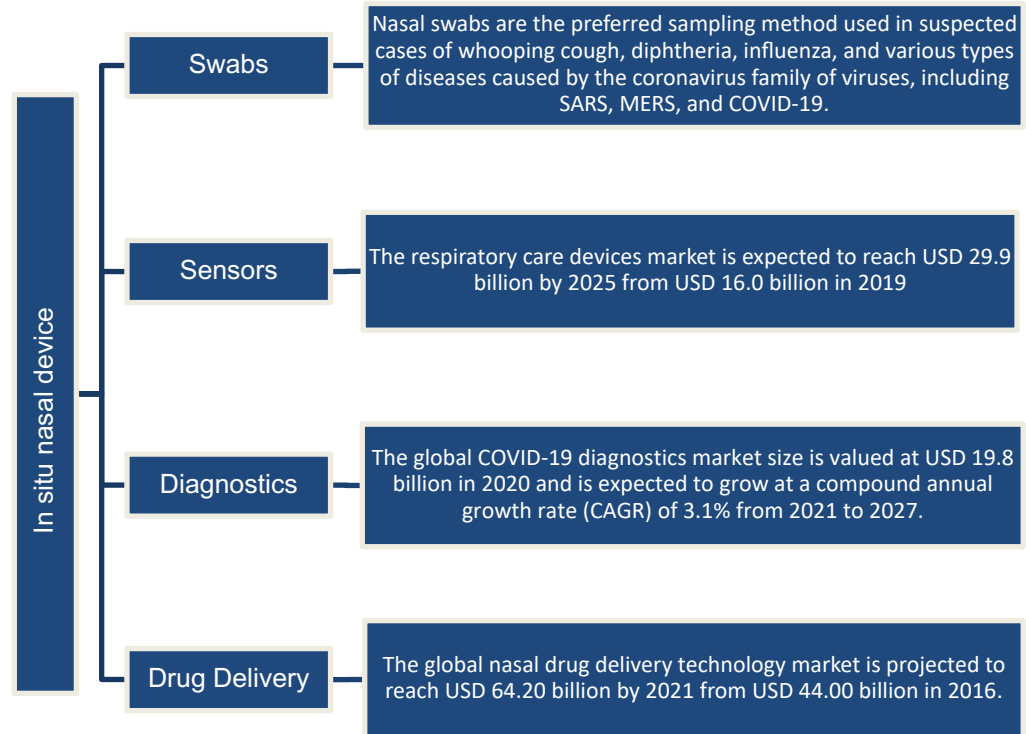 In situ nasal device
Swabs
Nasal swabs are the preferred sampling method used in suspected
cases of whooping cough, diphtheria, influenza, and various types
of diseases caused by the coronavirus family of viruses, including
SARS, MERS, and COVID-19.
Sensors
The respiratory care devices market is expected to reach USD 29.9
billion by 2025 from USD 16.0 billion in 2019
Diagnostics
The global COVID-19 diagnostics market size is valued at USD 19.8
billion in 2020 and is expected to grow at a compound annual
growth rate (CAGR) of 3.1% from 2021 to 2027.
Drug Delivery
The global nasal drug delivery technology market is projected to
reach USD 64.20 billion by 2021 from USD 44.00 billion in 2016.